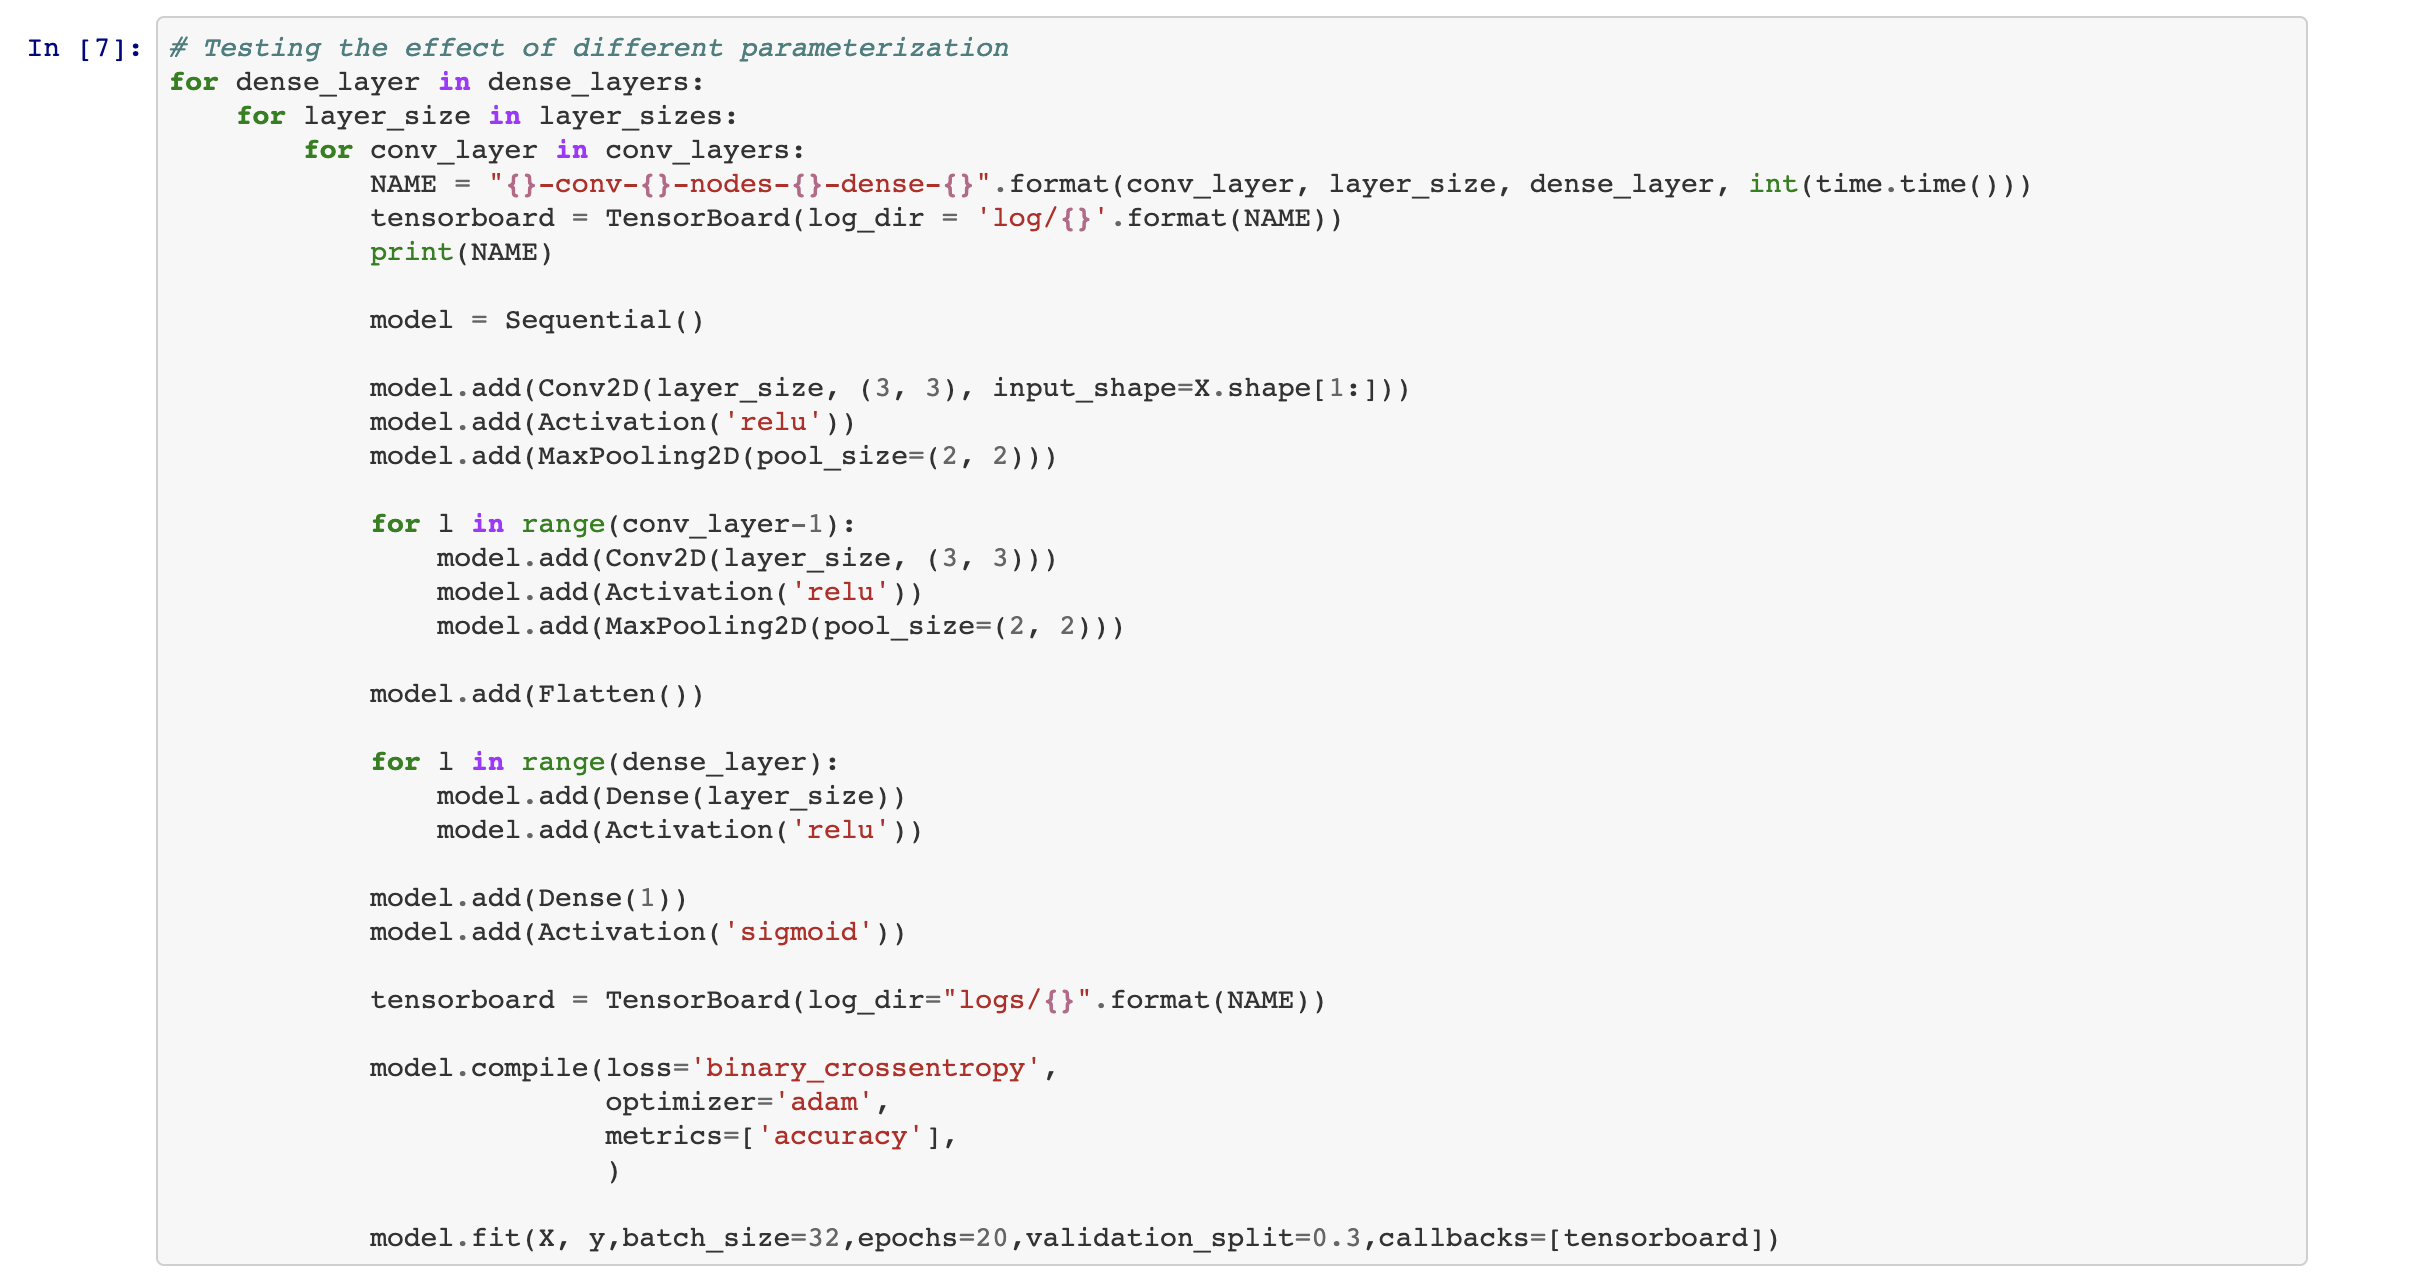 In [7]:
# Testing the effect of different parameterization
for dense_layer in dense_layers:
    for layer_size in layer_sizes:
        for conv_layer in conv_layers:
            NAME = "{}-conv-{}-nodes-{}-dense-{}".format(conv_layer, layer_size, dense_layer, int(time.time()))
            tensorboard = TensorBoard(log_dir = 'log/{}'.format(NAME))
            print(NAME)

            model = Sequential()

            model.add(Conv2D(layer_size, (3, 3), input_shape=X.shape[1:]))
            model.add(Activation('relu'))
            model.add(MaxPooling2D(pool_size=(2, 2)))

            for l in range(conv_layer-1):
                model.add(Conv2D(layer_size, (3, 3)))
                model.add(Activation('relu'))
                model.add(MaxPooling2D(pool_size=(2, 2)))

            model.add(Flatten())

            for l in range(dense_layer):
                model.add(Dense(layer_size))
                model.add(Activation('relu'))

            model.add(Dense(1))
            model.add(Activation('sigmoid'))

            tensorboard = TensorBoard(log_dir="logs/{}".format(NAME))

            model.compile(loss='binary_crossentropy',
                          optimizer='adam',
                          metrics=['accuracy'],
                          )

            model.fit(X, y,batch_size=32,epochs=20,validation_split=0.3,callbacks=[tensorboard])